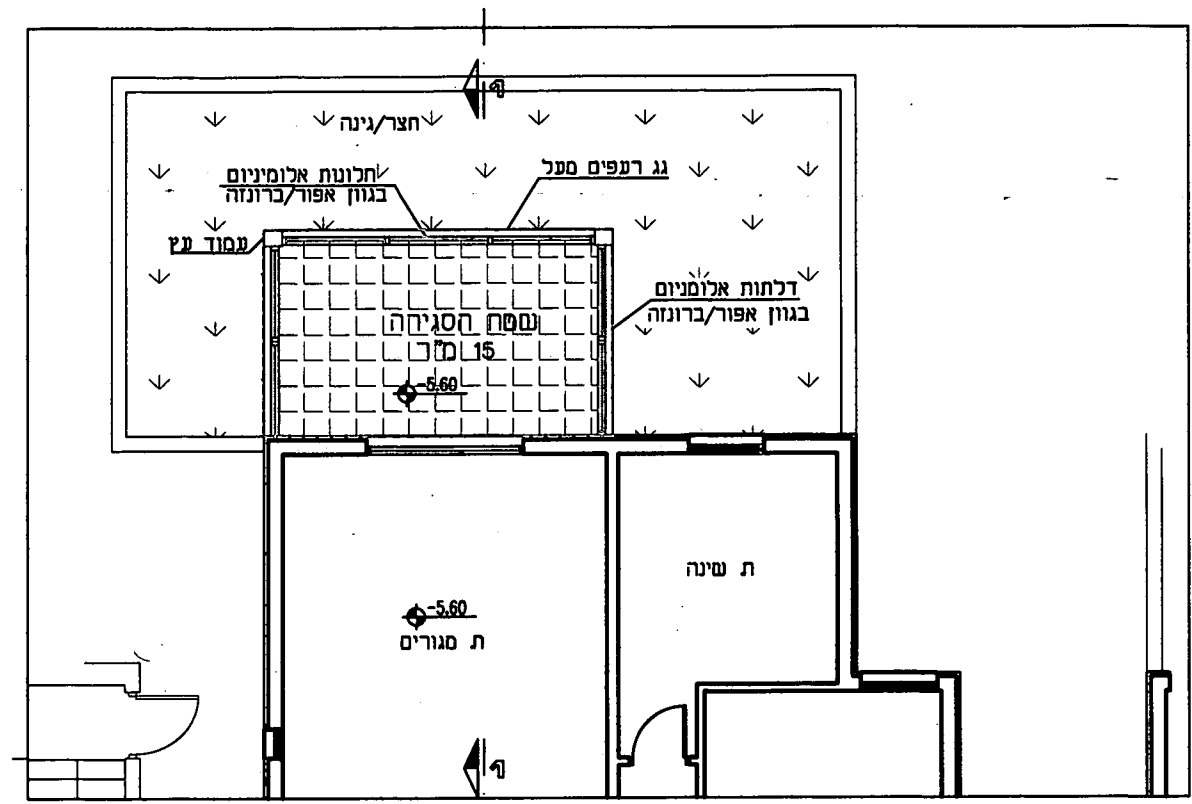 ך
חצר/גינה
גג רעפים מעל
חלונות אלומיניום
בגוון אפור/ברונזה
עמוד עץ
דלתות אלומניום
בגוון אפור/ברונזה
שטח הסגירה
15 מ"ר
-5.60
ת. שינה
-5.60
ת. מגורים
ך